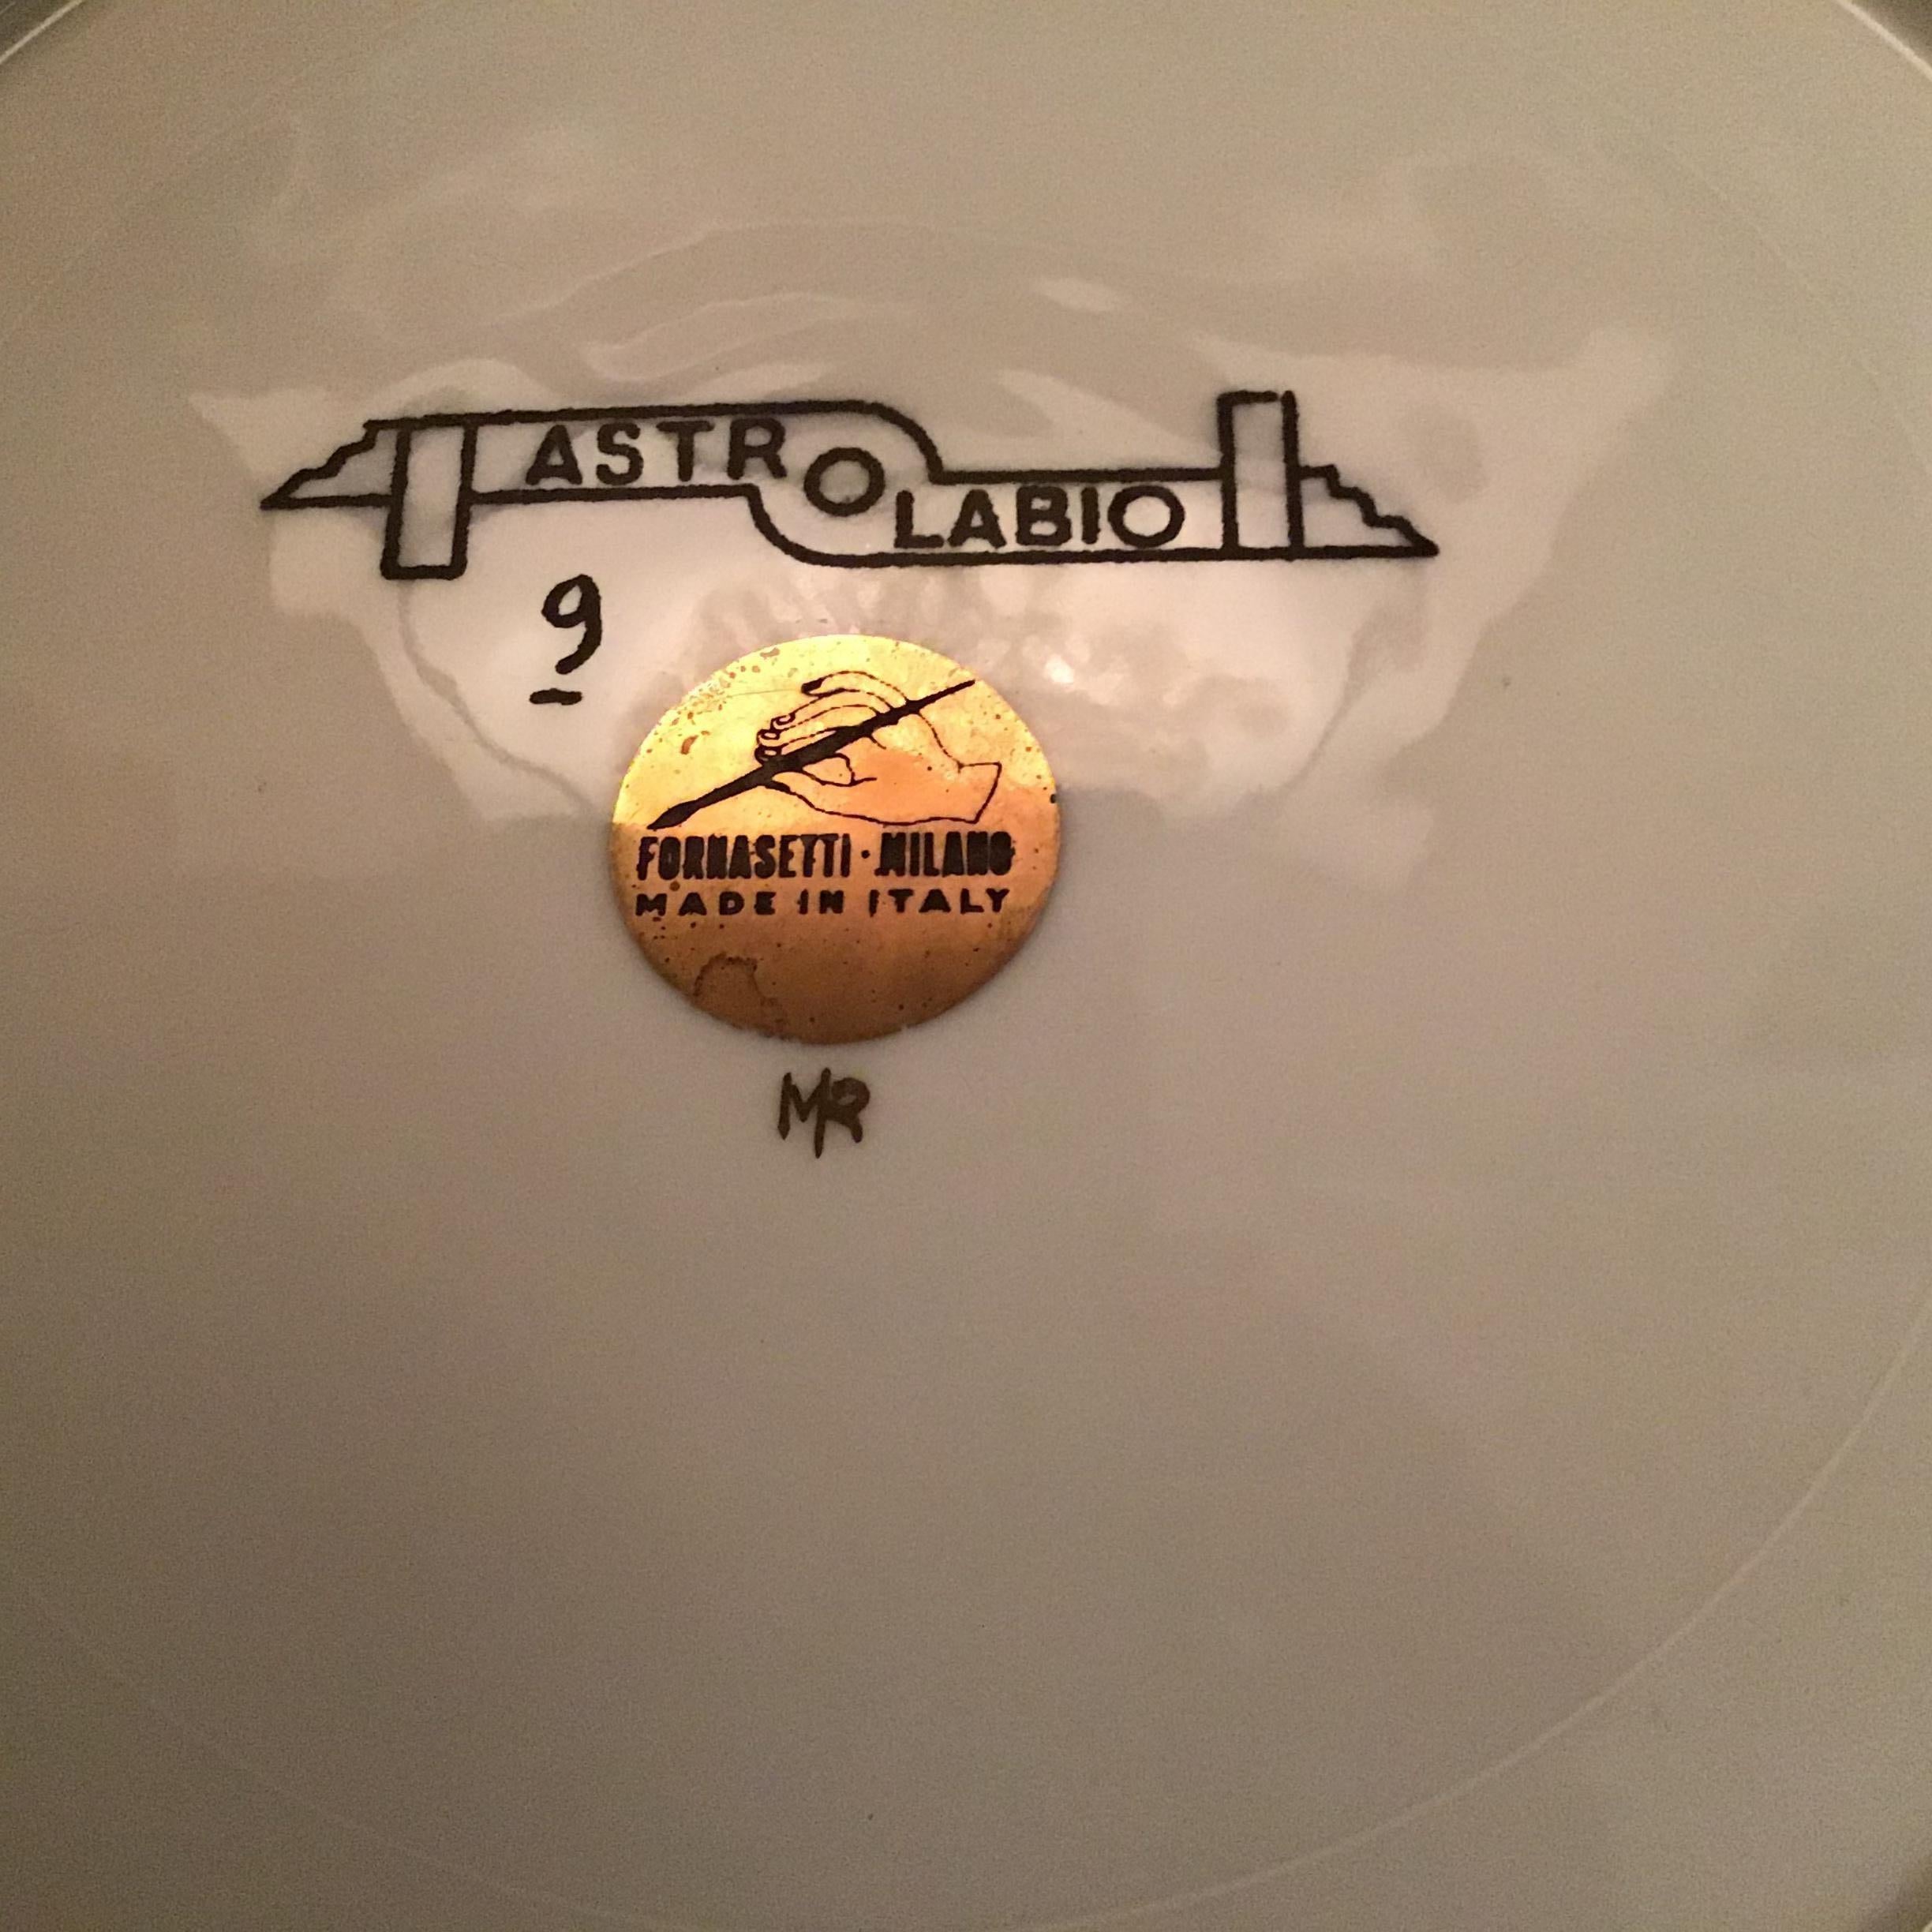 ASTROLABIO
9
FORNASETTI · MILANO
MADE IN ITALY
MR